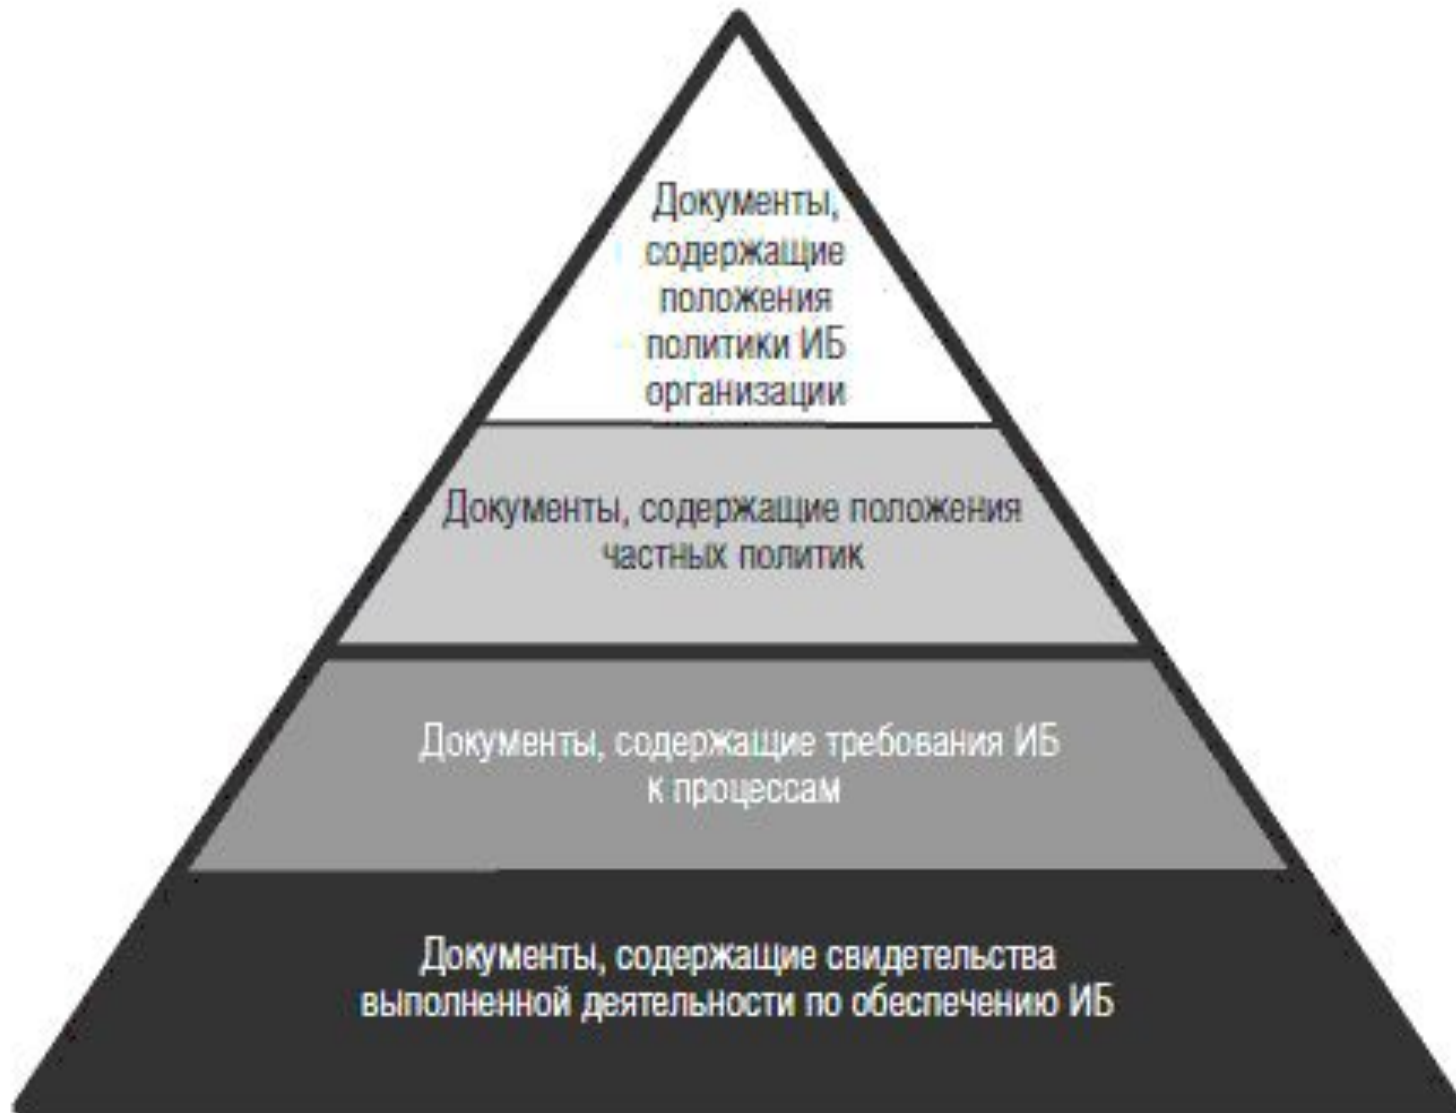 Документы,
содержащие
положения
политики ИБ
организации
Документы, содержащие положения
частных политик
Документы, содержащие требования ИБ
к процессам
Документы, содержащие свидетельства
выполненной деятельности по обеспечению ИБ